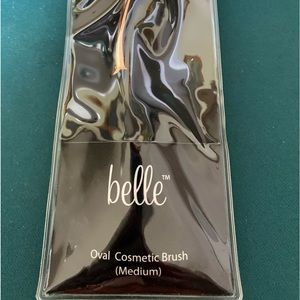 belle™
Oval Cosmetic Brush
(Medium)